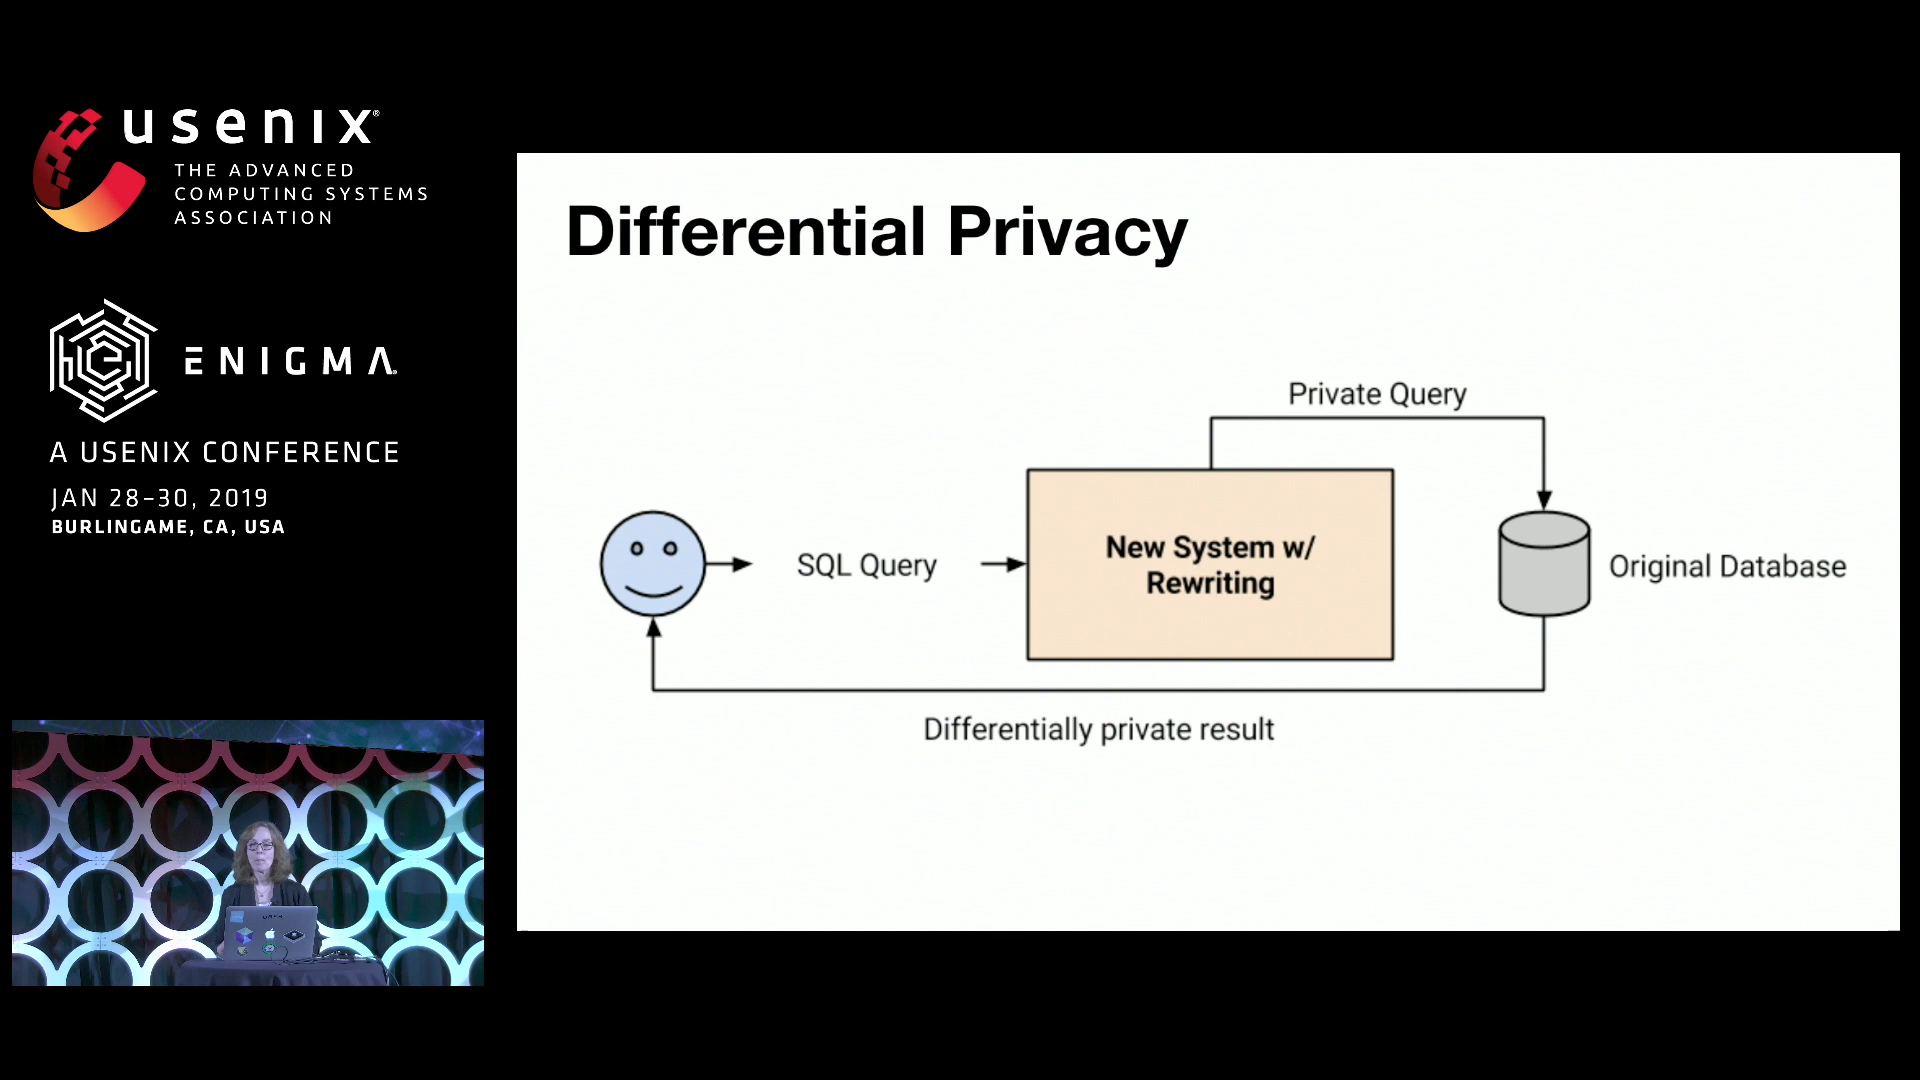 usenix®
THE ADVANCED
COMPUTING SYSTEMS
ASSOCIATION
ENIGMA
A USENIX CONFERENCE
JAN 28–30, 2019
BURLINGAME, CA, USA
Differential Privacy
Private Query
SQL Query
New System w/
Rewriting
Original Database
Differentially private result